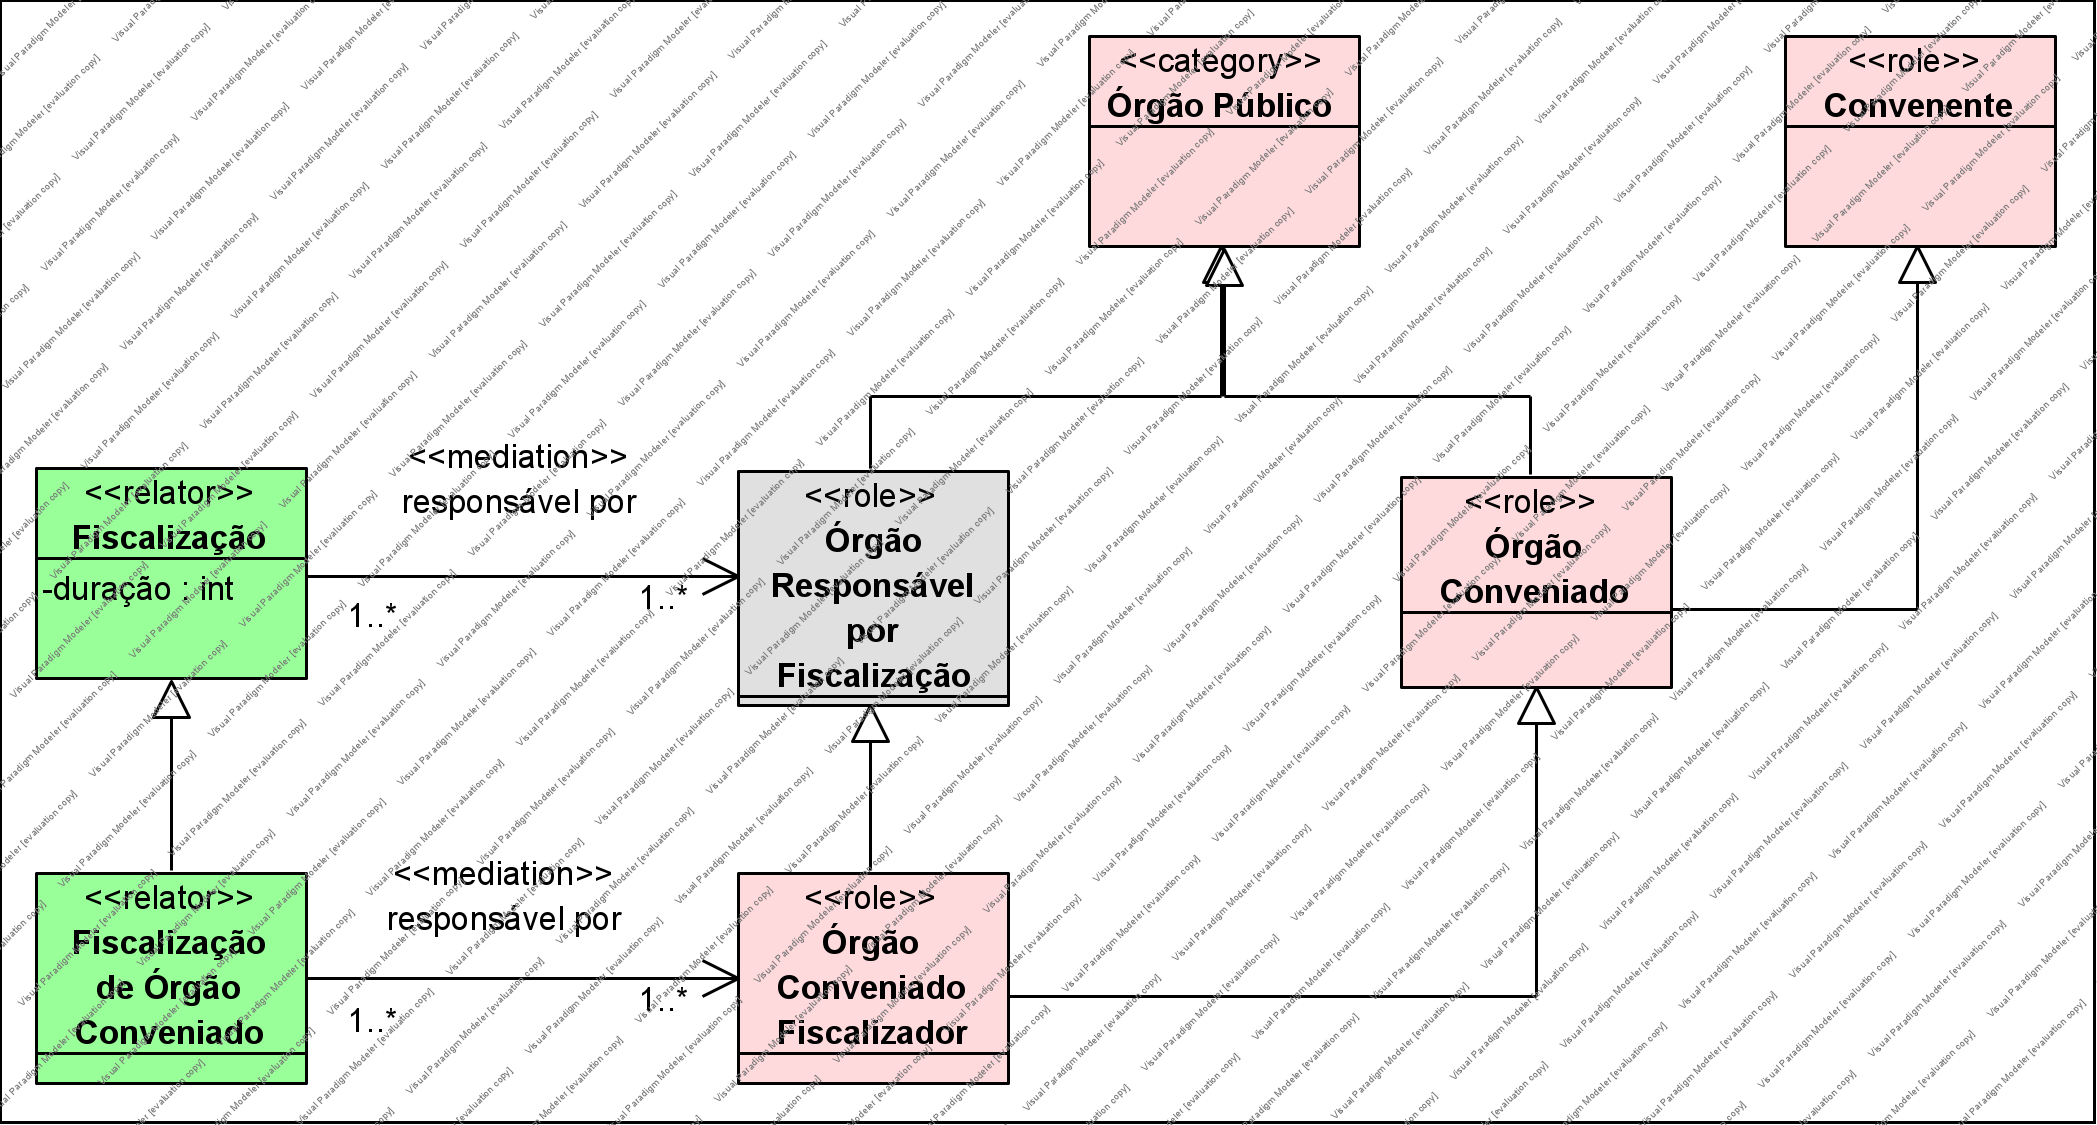 <<category>>
Órgão Público
<<role>>
Convenente
<<mediation>>
responsável por
<<relator>>
Fiscalização
-duração : int
1..*
1..*
<<role>>
Órgão
Responsável
por
Fiscalização
<<role>>
Órgão
Conveniado
<<mediation>>
responsável por
<<relator>>
Fiscalização
de Órgão
Conveniado
1..*
1..*
<<role>>
Órgão
Conveniado
Fiscalizador
Visual Paradigm Modeler [evaluation copy]